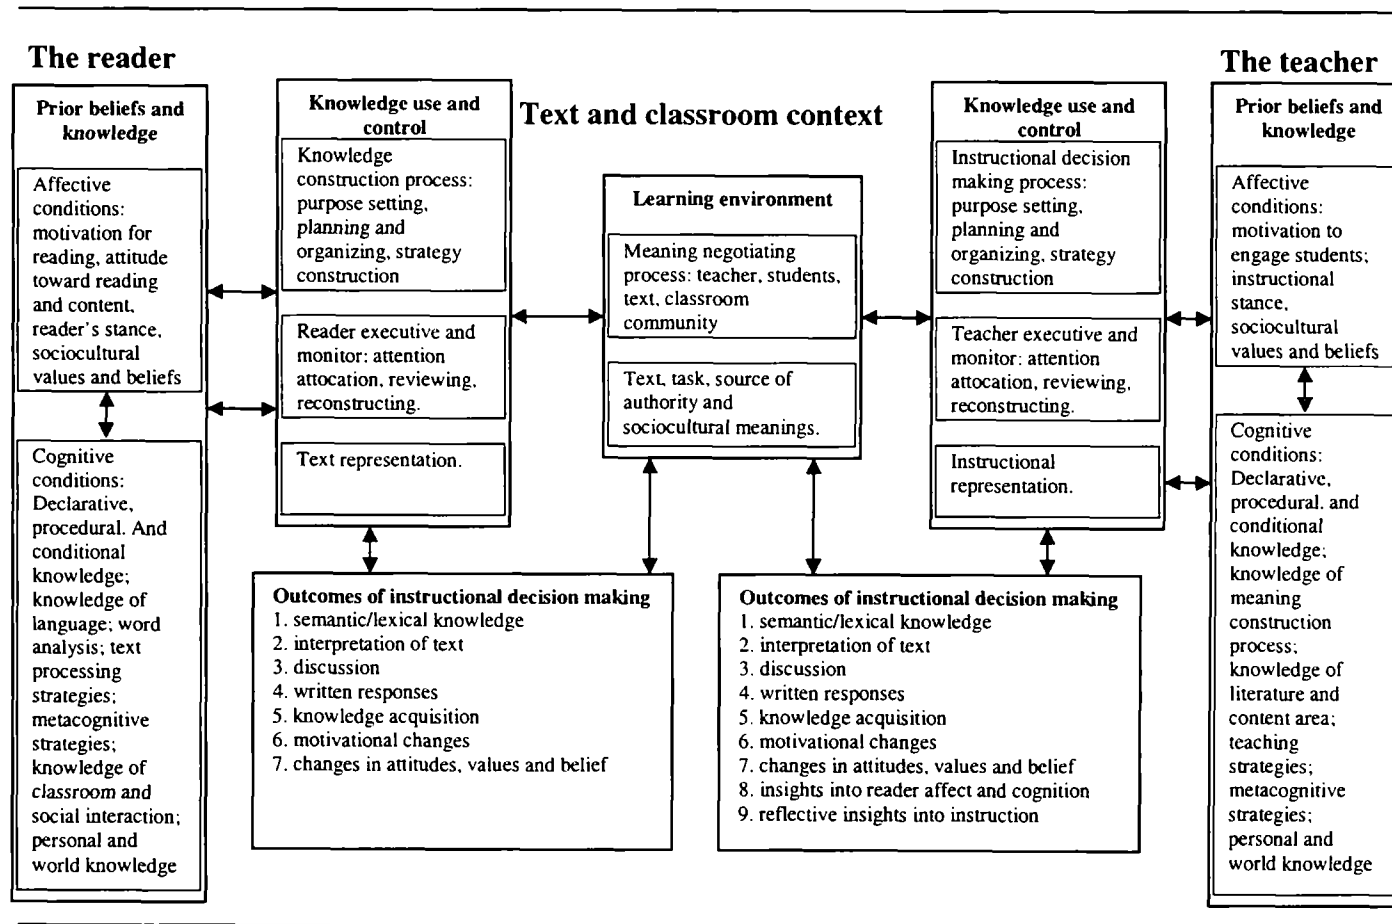 The reader
Prior beliefs and
knowledge
Affective
conditions:
motivation for
reading, attitude
toward reading
and content,
reader's stance,
sociocultural
values and beliefs
Cognitive
conditions:
Declarative,
procedural. And
conditional
knowledge;
knowledge of
language; word
analysis; text
processing
strategies;
metacognitive
strategies;
knowledge of
classroom and
social interaction;
personal and
world knowledge
Knowledge use and
control
Knowledge
construction process:
purpose setting,
planning and
organizing, strategy
construction
Reader executive and
monitor: attention
attocation, reviewing,
reconstructing.
Text representation.
Text and classroom context
Learning environment
Meaning negotiating
process: teacher, students,
text, classroom
community
Text, task, source of
authority and
sociocultural meanings.
Knowledge use and
control
Instructional decision
making process:
purpose setting,
planning and
organizing, strategy
construction
Teacher executive and
monitor: attention
attocation, reviewing,
reconstructing.
Instructional
representation.
The teacher
Prior beliefs and
knowledge
Affective
conditions:
motivation to
engage students;
instructional
stance,
sociocultural
values and beliefs
Cognitive
conditions:
Declarative,
procedural. and
conditional
knowledge;
knowledge of
meaning
construction
process;
knowledge of
literature and
content area;
teaching
strategies;
metacognitive
strategies;
personal and
world knowledge
Outcomes of instructional decision making
1. semantic/lexical knowledge
2. interpretation of text
3. discussion
4. written responses
5. knowledge acquisition
6. motivational changes
7. changes in attitudes, values and belief
Outcomes of instructional decision making
1. semantic/lexical knowledge
2. interpretation of text
3. discussion
4. written responses
5. knowledge acquisition
6. motivational changes
7. changes in attitudes, values and belief
8. insights into reader affect and cognition
9. reflective insights into instruction